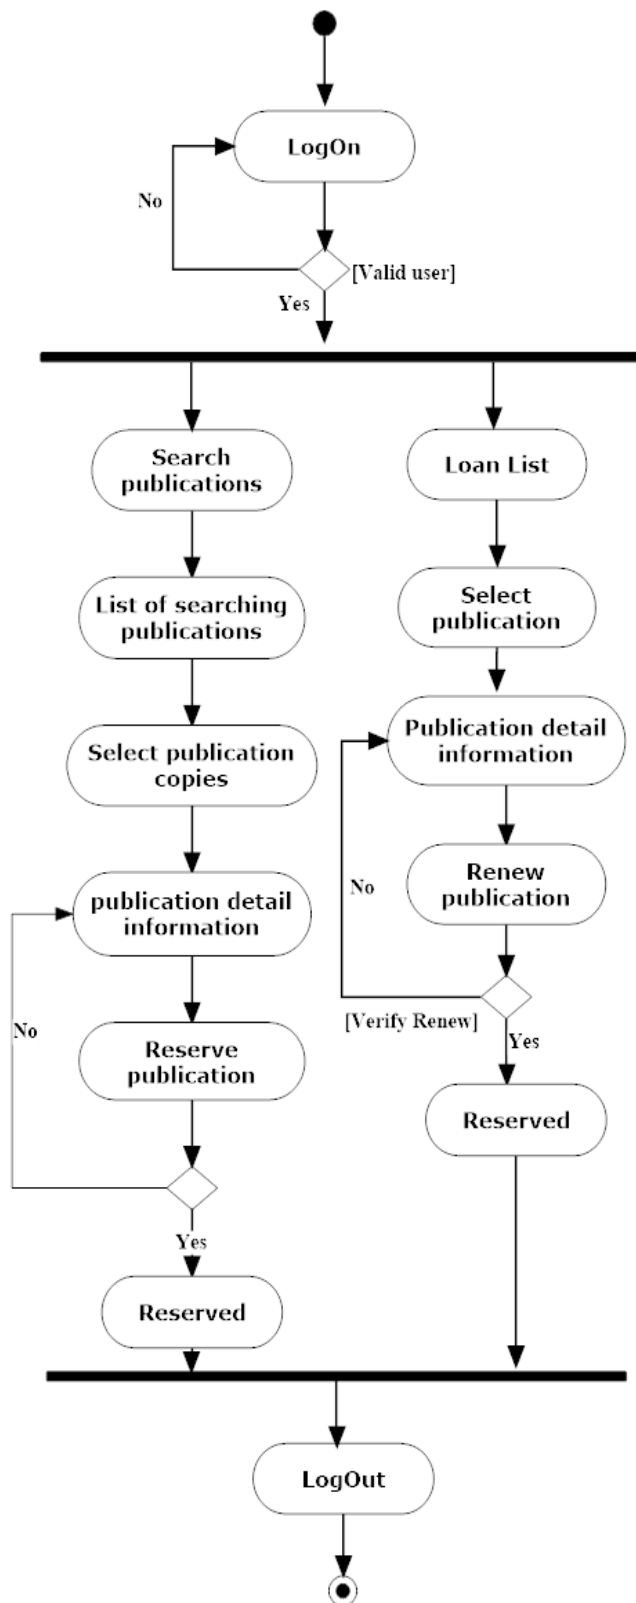 LogOn
No
[Valid user]
Yes
Search
publications
List of searching
publications
Select publication
copies
publication detail
information
No
Reserve
publication
Yes
Reserved
Loan List
Select
publication
Publication detail
information
Renew
publication
No
[Verify Renew]
Yes
Reserved
LogOut